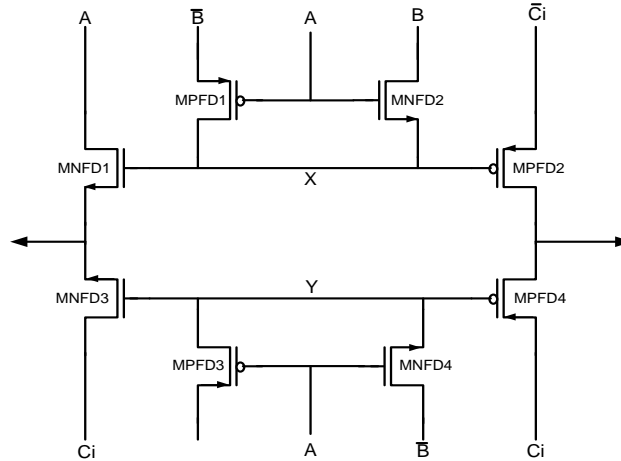 A B̅ A B C̅i
MPFD1 MNFD2
MNFD1 MPFD2
X
Y
MNFD3 MPFD4
MPFD3 MNFD4
Ci A B̅ Ci